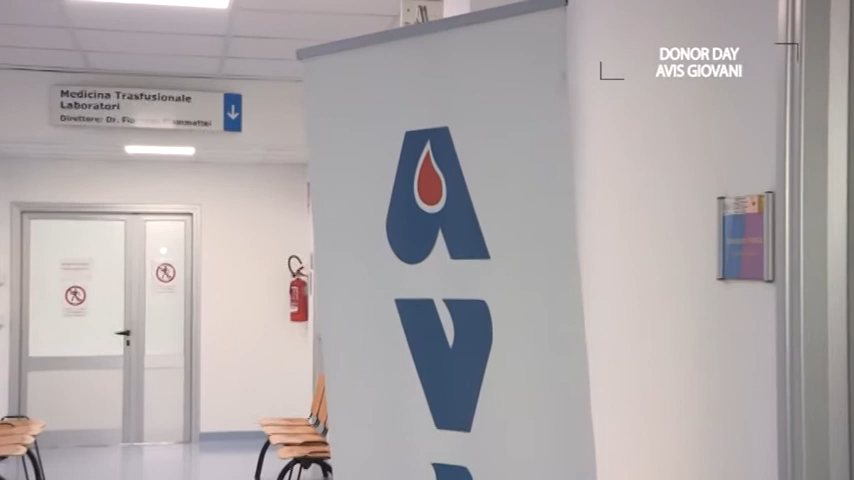 DONOR DAY
AVIS GIOVANI
Medicina Trasfusionale
Laboratori
Direttore: Dr.
A
V